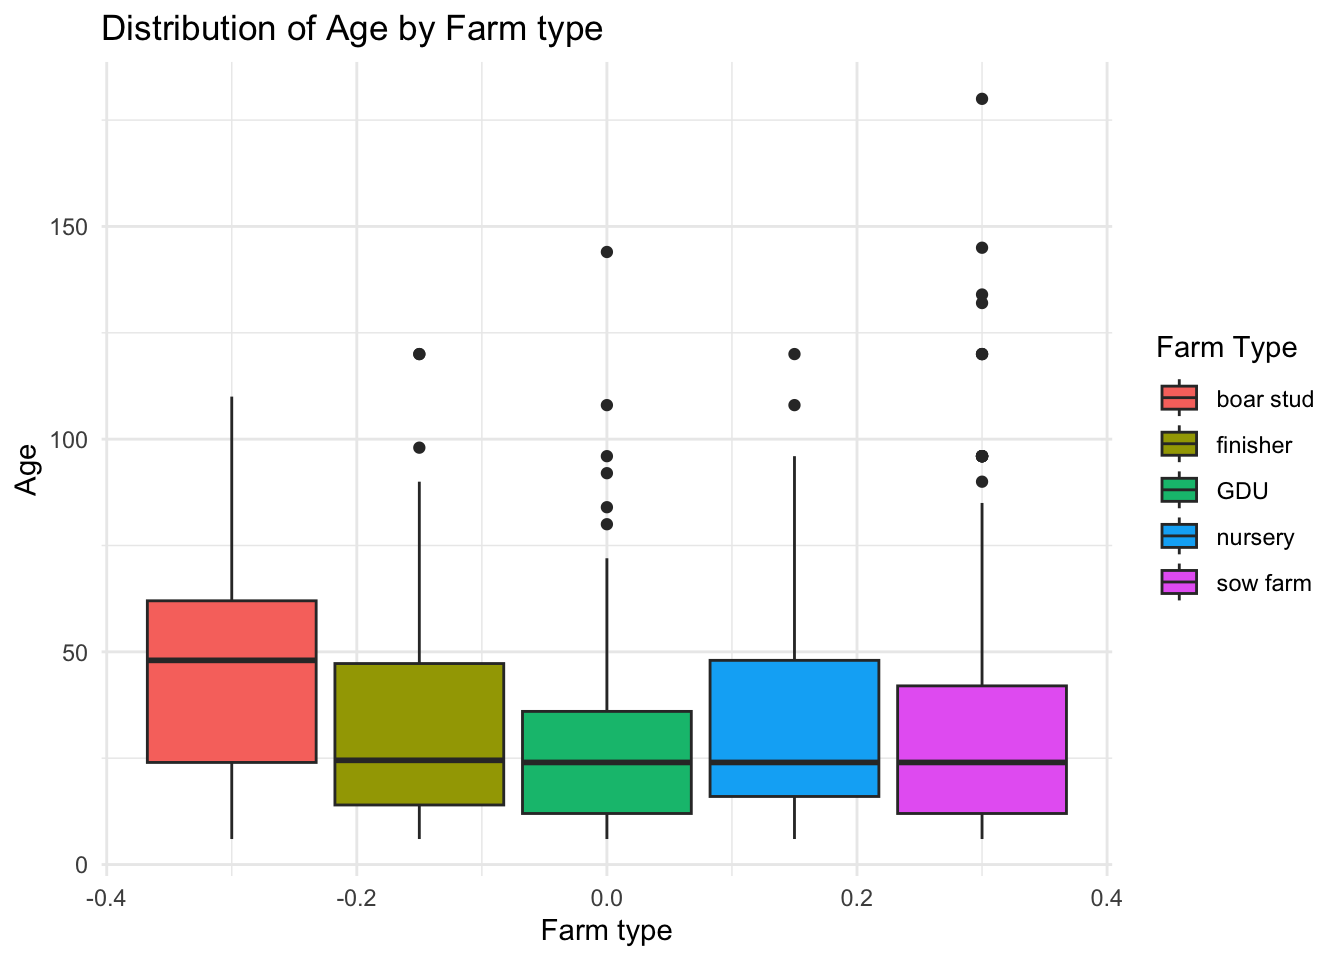 Distribution of Age by Farm type
150
100
50
0
Age
-0.4
-0.2
0.0
0.2
0.4
Farm type
Farm Type
boar stud
finisher
GDU
nursery
sow farm